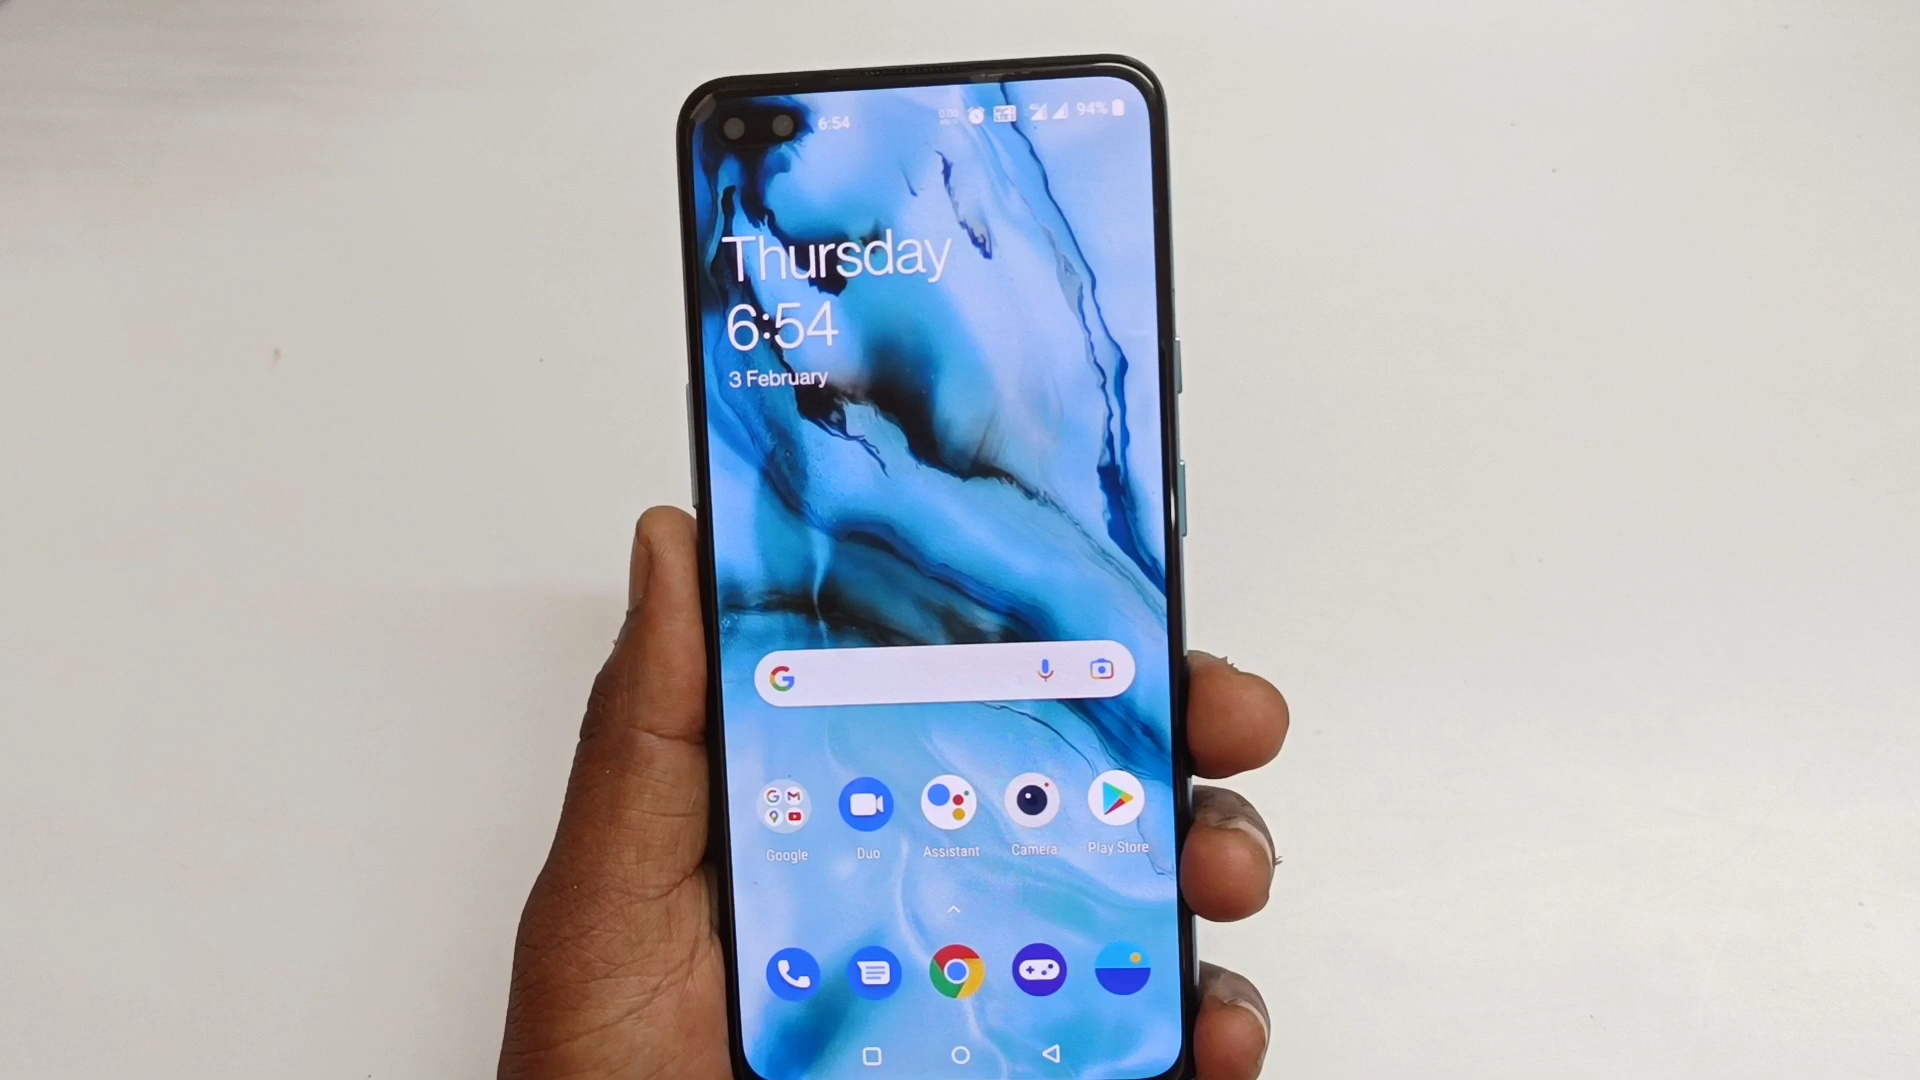 6:54
94%
Thursday
6:54
3 February
Google
Duo
Assistant
Camera
Play Store